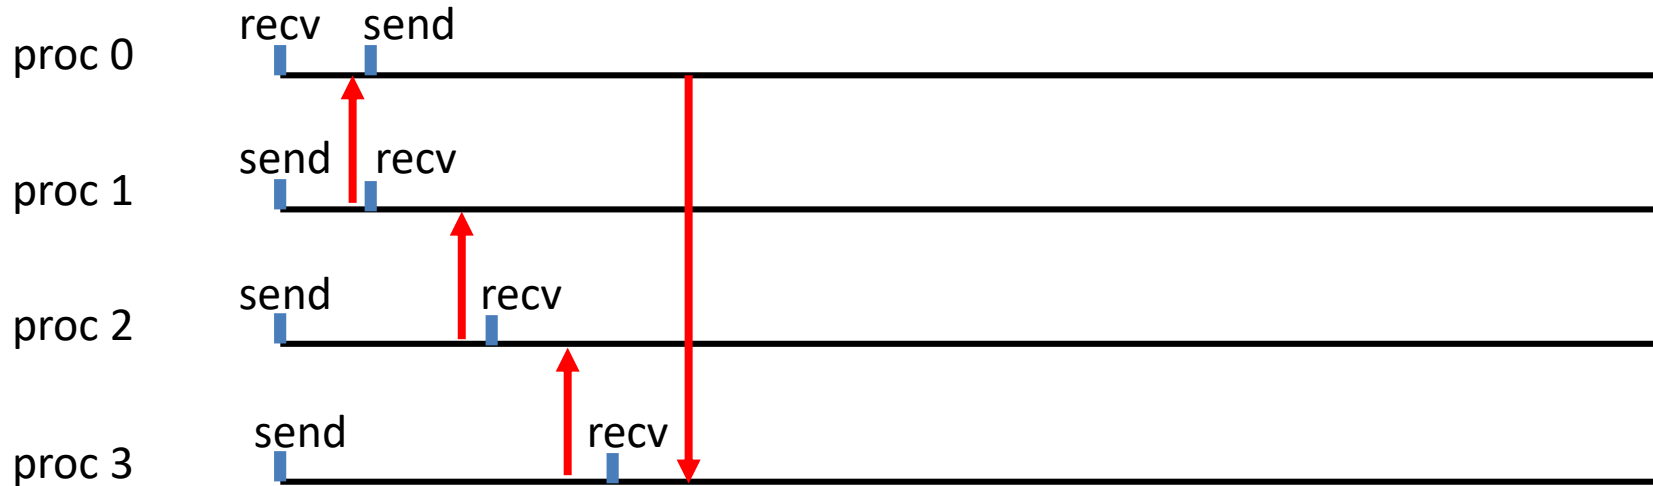 recv send
proc 0
send recv
proc 1
send recv
proc 2
send recv
proc 3